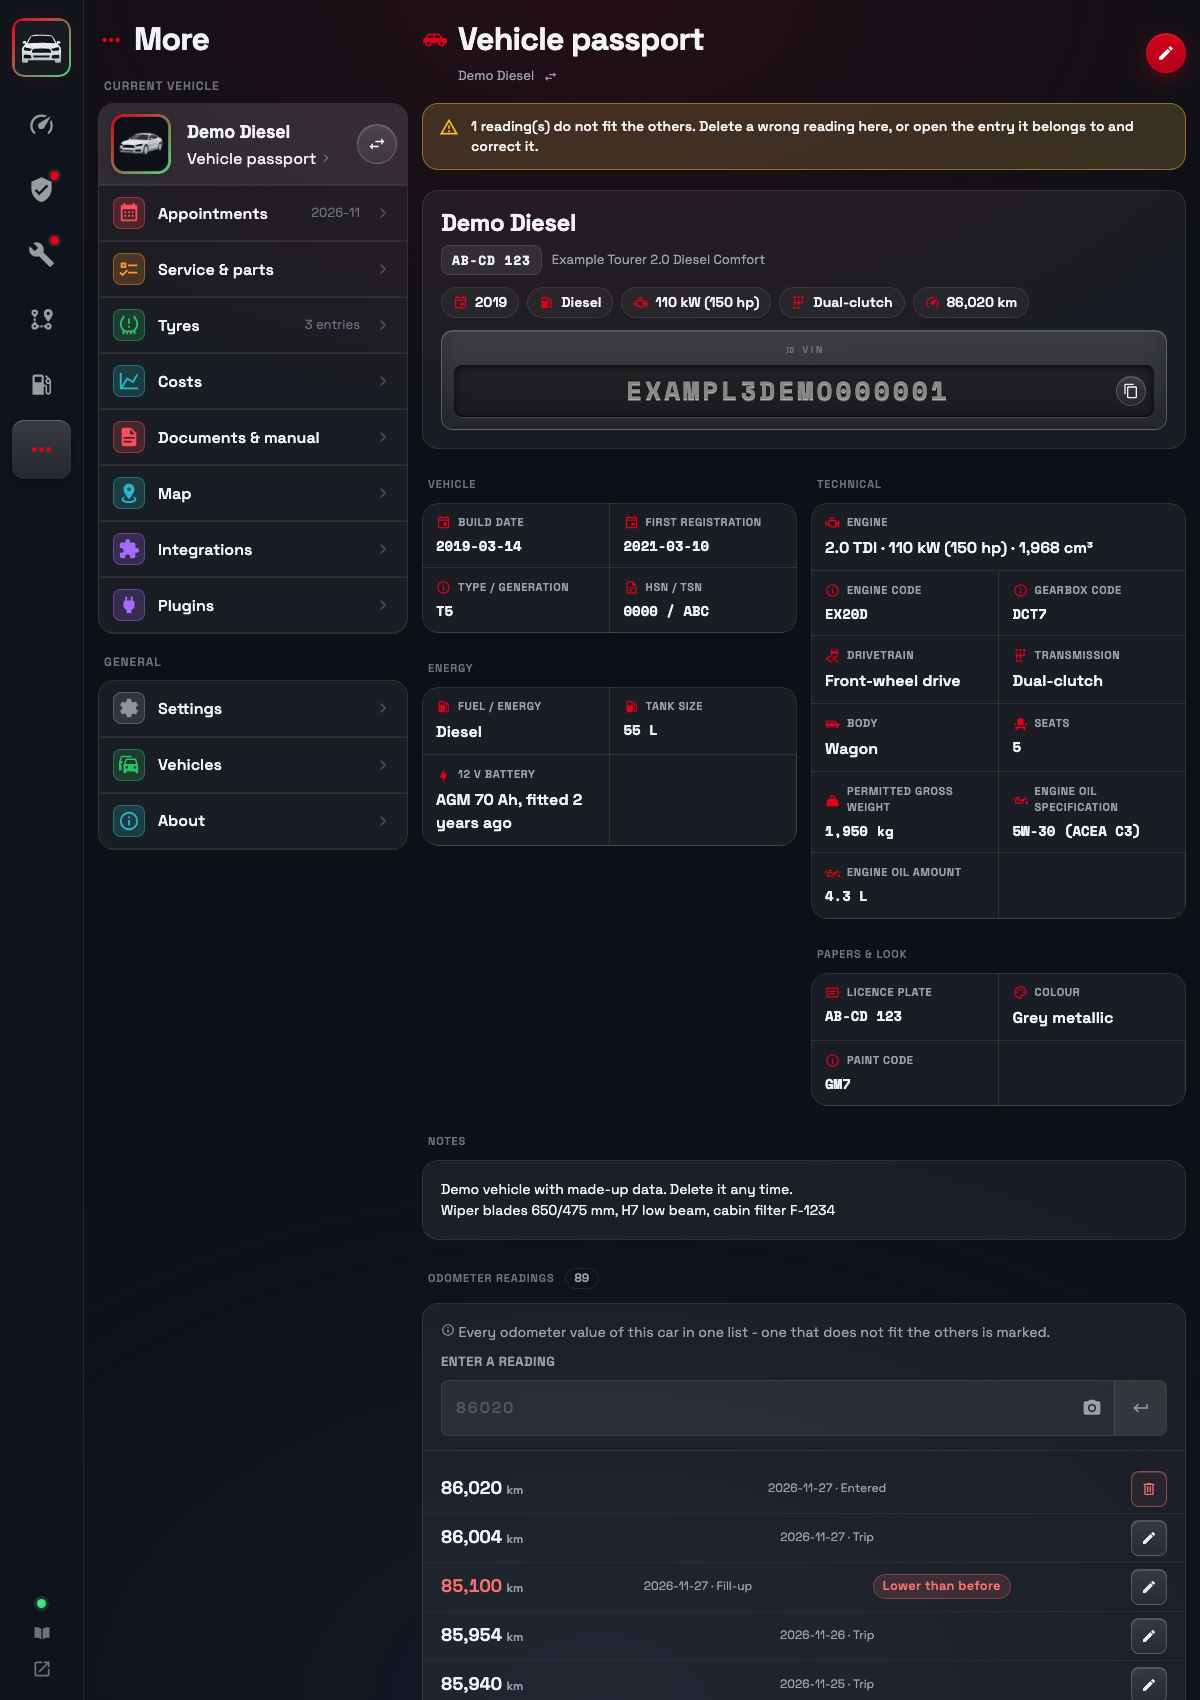 More
CURRENT VEHICLE
Demo Diesel
Vehicle passport
Appointments 2026-11
Service & parts
Tyres 3 entries
Costs
Documents & manual
Map
Integrations
Plugins
GENERAL
Settings
Vehicles
About
Vehicle passport
Demo Diesel
1 reading(s) do not fit the others. Delete a wrong reading here, or open the entry it belongs to and
correct it.
Demo Diesel
AB-CD 123 Example Tourer 2.0 Diesel Comfort
2019 Diesel 110 kW (150 hp) Dual-clutch 86,020 km
ID VIN
EXAMPL3DEMO000001
VEHICLE
BUILD DATE FIRST REGISTRATION
2019-03-14 2021-03-10
TYPE / GENERATION HSN / TSN
T5 0000 / ABC
ENERGY
FUEL / ENERGY TANK SIZE
Diesel 55 L
12 V BATTERY
AGM 70 Ah, fitted 2
years ago
TECHNICAL
ENGINE
2.0 TDI · 110 kW (150 hp) · 1,968 cm³
ENGINE CODE GEARBOX CODE
EX20D DCT7
DRIVETRAIN TRANSMISSION
Front-wheel drive Dual-clutch
BODY SEATS
Wagon 5
PERMITTED GROSS ENGINE OIL
WEIGHT SPECIFICATION
1,950 kg 5W-30 (ACEA C3)
ENGINE OIL AMOUNT
4.3 L
PAPERS & LOOK
LICENCE PLATE COLOUR
AB-CD 123 Grey metallic
PAINT CODE
GM7
NOTES
Demo vehicle with made-up data. Delete it any time.
Wiper blades 650/475 mm, H7 low beam, cabin filter F-1234
ODOMETER READINGS 89
Every odometer value of this car in one list - one that does not fit the others is marked.
ENTER A READING
86020
86,020 km 2026-11-27 · Entered
86,004 km 2026-11-27 · Trip
85,100 km 2026-11-27 · Fill-up Lower than before
85,954 km 2026-11-26 · Trip
85,940 km 2026-11-25 · Trip